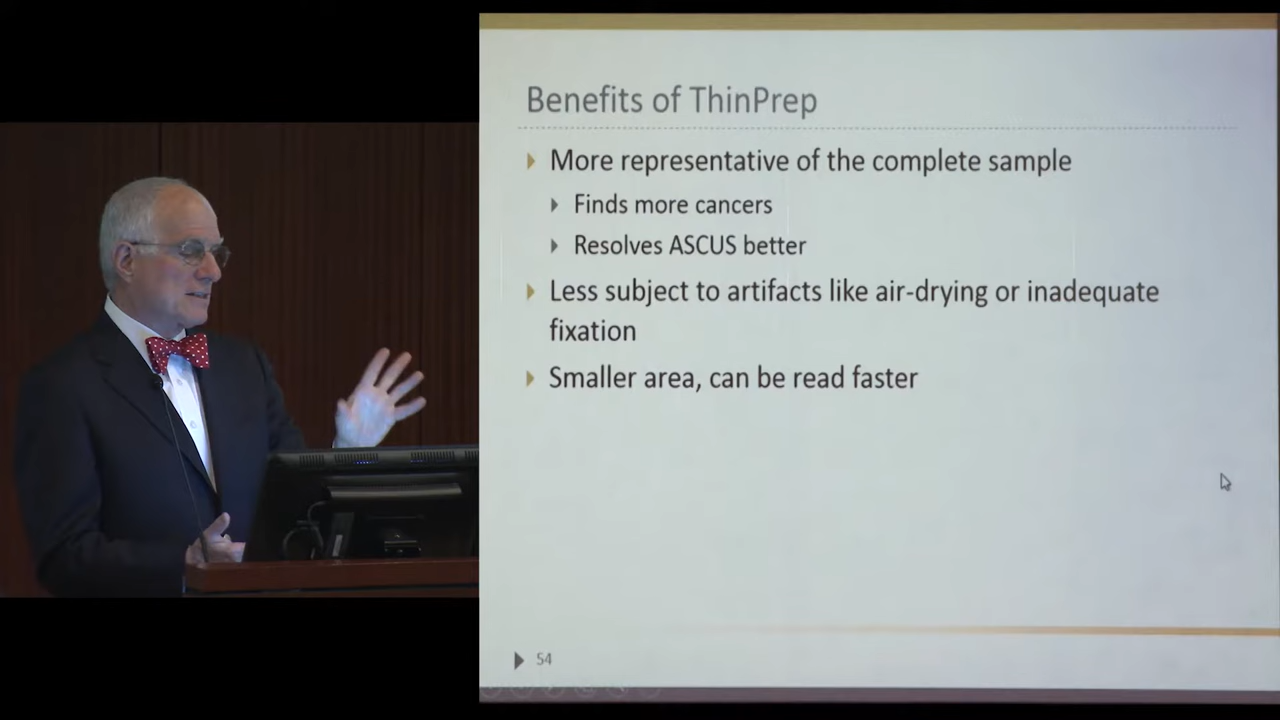 Benefits of ThinPrep
More representative of the complete sample
Finds more cancers
Resolves ASCUS better
Less subject to artifacts like air-drying or inadequate
fixation
Smaller area, can be read faster
54